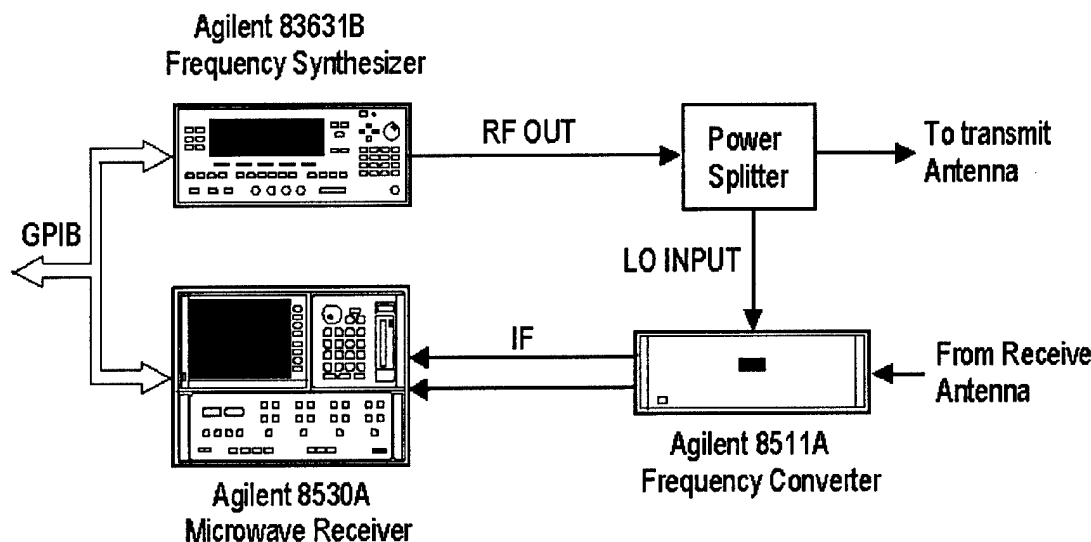 Agilent 83631B
Frequency Synthesizer
RF OUT
Power
Splitter
To transmit
Antenna
GPIB
LO INPUT
IF
From Receive
Antenna
Agilent 8511A
Frequency Converter
Agilent 8530A
Microwave Receiver